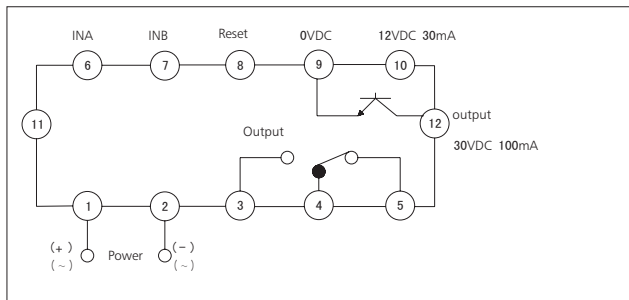 INA INB Reset 0VDC 12VDC 30mA
6 7 8 9 10
11 12 output
Output 30VDC 100mA
1 2 3 4 5
(+) Power (-)
(~) (~)